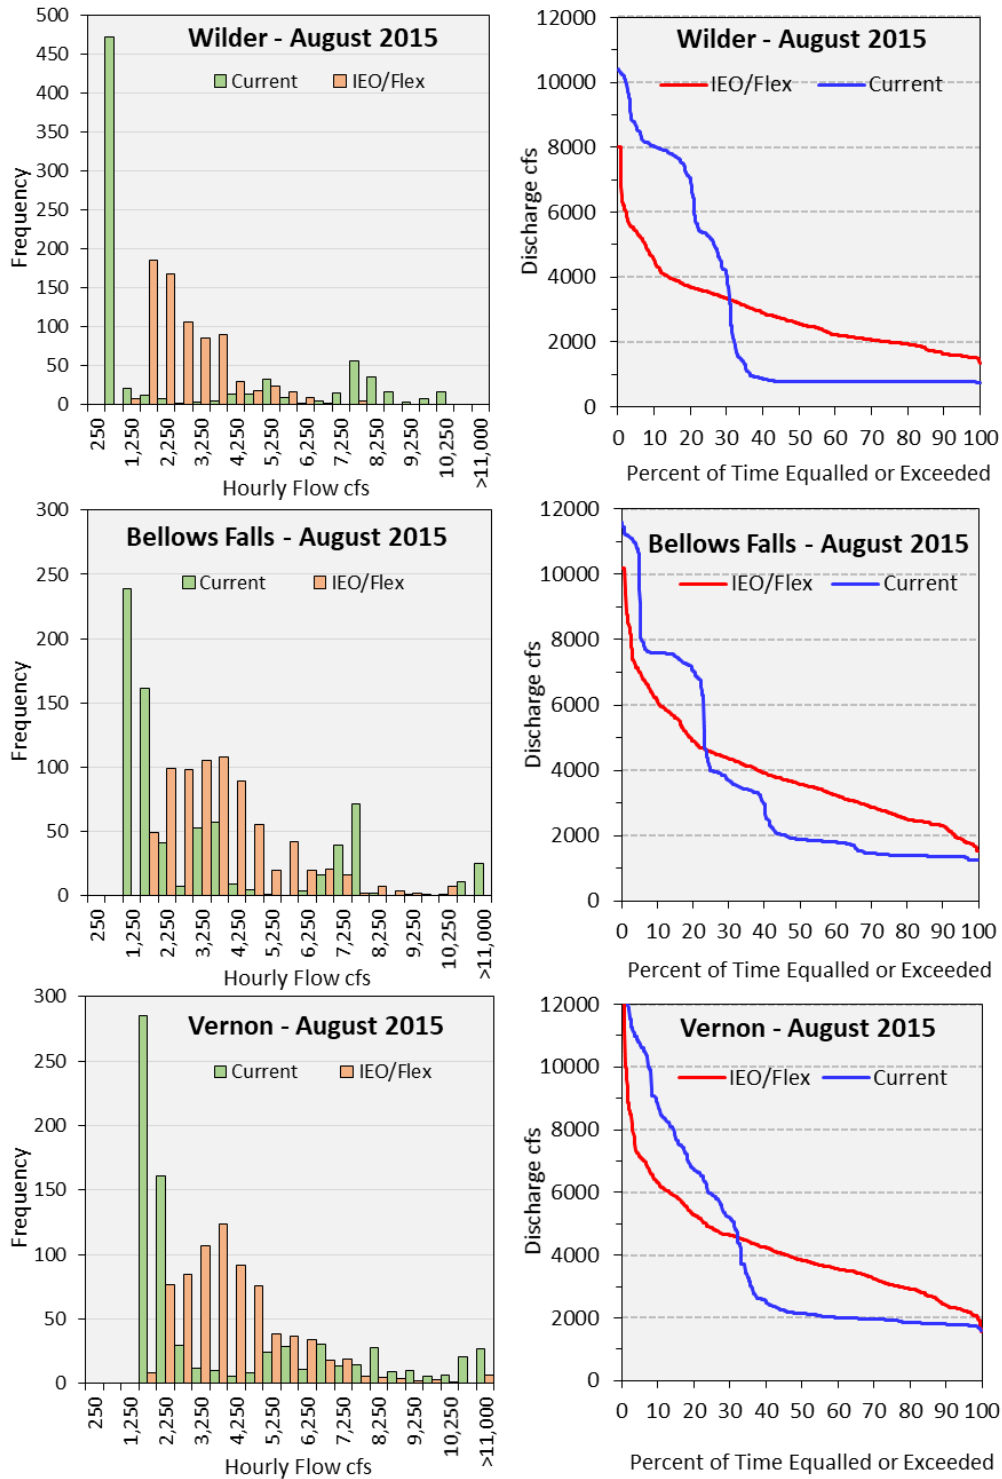 Wilder - August 2015
Current IEO/Flex
Frequency
500
450
400
350
300
250
200
150
100
50
0
250 1,250 2,250 3,250 4,250 5,250 6,250 7,250 8,250 9,250 10,250 >11,000
Hourly Flow cfs
Wilder - August 2015
IEO/Flex Current
Discharge cfs
12000
10000
8000
6000
4000
2000
0
0 10 20 30 40 50 60 70 80 90 100
Percent of Time Equalled or Exceeded
Bellows Falls - August 2015
Current IEO/Flex
Frequency
300
250
200
150
100
50
0
250 1,250 2,250 3,250 4,250 5,250 6,250 7,250 8,250 9,250 10,250 >11,000
Hourly Flow cfs
Bellows Falls - August 2015
IEO/Flex Current
Discharge cfs
12000
10000
8000
6000
4000
2000
0
0 10 20 30 40 50 60 70 80 90 100
Percent of Time Equalled or Exceeded
Vernon - August 2015
Current IEO/Flex
Frequency
300
250
200
150
100
50
0
250 1,250 2,250 3,250 4,250 5,250 6,250 7,250 8,250 9,250 10,250 >11,000
Hourly Flow cfs
Vernon - August 2015
IEO/Flex Current
Discharge cfs
12000
10000
8000
6000
4000
2000
0
0 10 20 30 40 50 60 70 80 90 100
Percent of Time Equalled or Exceeded